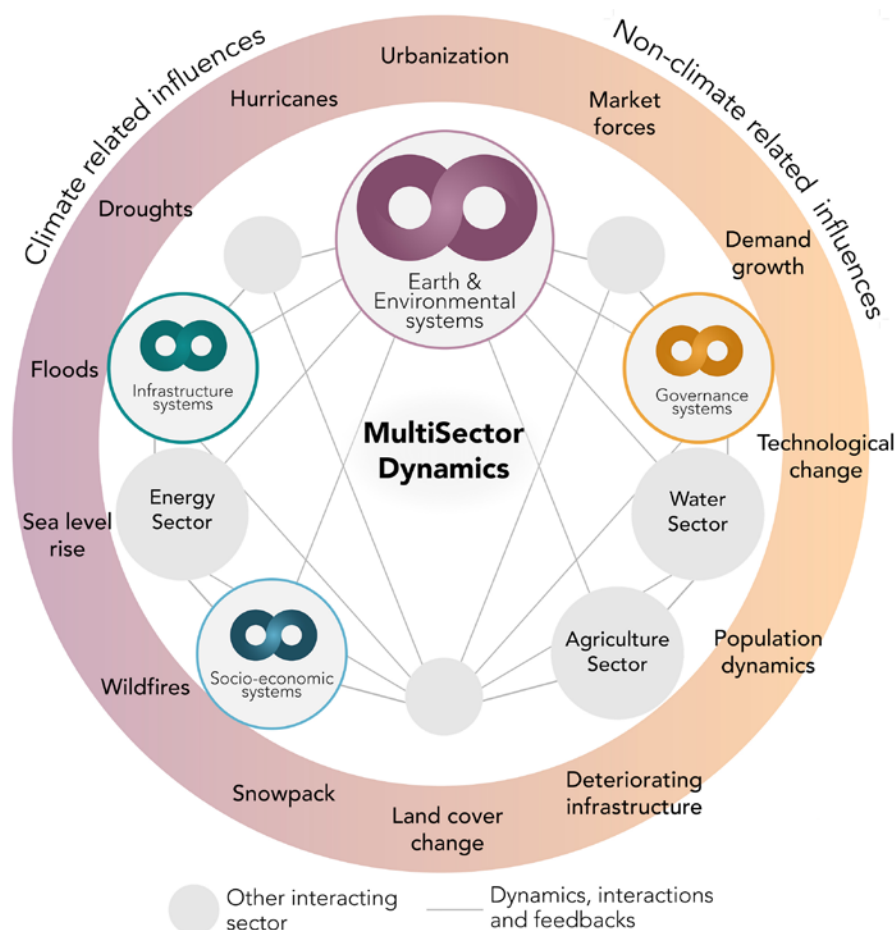 Climate related influences
Non-climate related influences
Urbanization
Hurricanes
Market
forces
Droughts
Demand
growth
Earth &
Environmental
systems
Floods
Infrastructure
systems
Governance
systems
MultiSector
Dynamics
Technological
change
Energy
Sector
Water
Sector
Sea level
rise
Agriculture
Sector
Population
dynamics
Wildfires
Socio-economic
systems
Snowpack
Land cover
change
Deteriorating
infrastructure
Other interacting
sector
Dynamics, interactions
and feedbacks